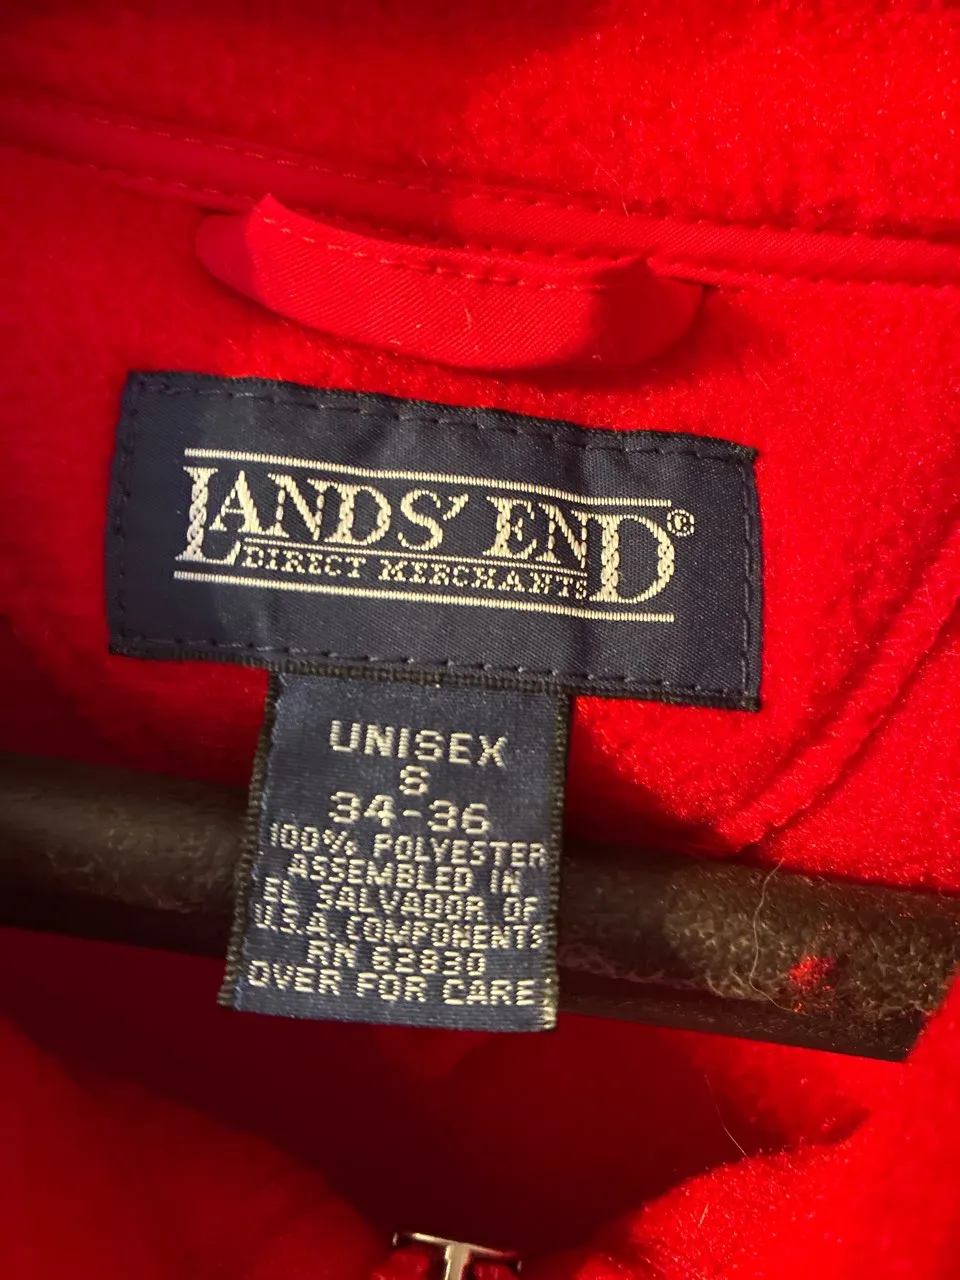 LANDS' END®
DIRECT MERCHANTS
UNISEX
S
34-36
100% POLYESTER
ASSEMBLED IN
EL SALVADOR OF
U.S.A. COMPONENTS
RN 62830
OVER FOR CARE